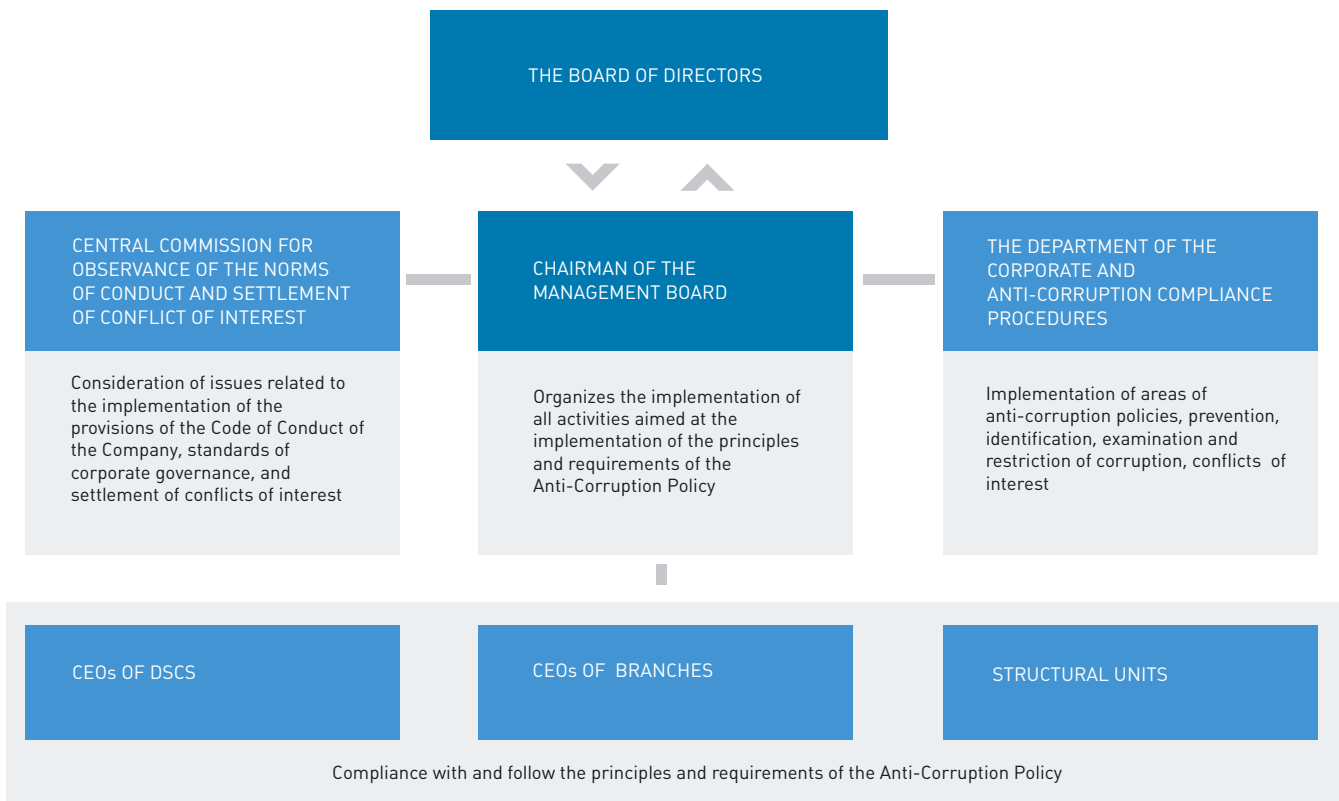 THE BOARD OF DIRECTORS
CENTRAL COMMISSION FOR
OBSERVANCE OF THE NORMS
OF CONDUCT AND SETTLEMENT
OF CONFLICT OF INTEREST
Consideration of issues related to
the implementation of the
provisions of the Code of Conduct of
the Company, standards of
corporate governance, and
settlement of conflicts of interest
CHAIRMAN OF THE
MANAGEMENT BOARD
Organizes the implementation of
all activities aimed at the
implementation of the principles
and requirements of the
Anti-Corruption Policy
THE DEPARTMENT OF THE
CORPORATE AND
ANTI-CORRUPTION COMPLIANCE
PROCEDURES
Implementation of areas of
anti-corruption policies, prevention,
identification, examination and
restriction of corruption, conflicts of
interest
CEOs OF DSCS
CEOs OF BRANCHES
STRUCTURAL UNITS
Compliance with and follow the principles and requirements of the Anti-Corruption Policy